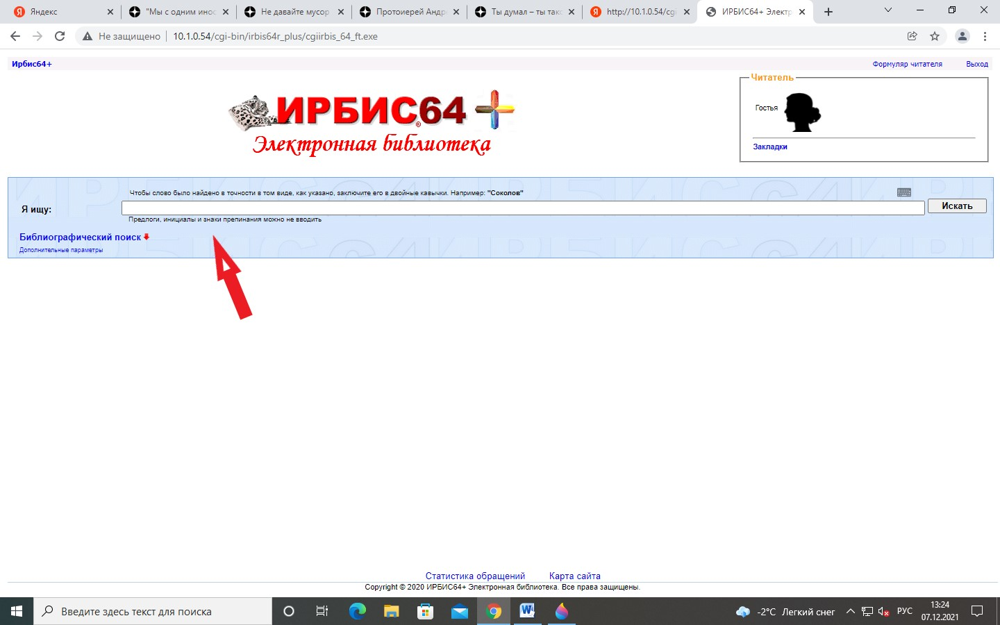 Яндекс
"Мы с одним инос
Не давайте мусор
Протоиерей Андр
Ты думал – ты так
http://10.1.0.54/cgi
ИРБИС64+ Электр
Не защищено
10.1.0.54/cgi-bin/irbis64r_plus/cgiirbis_64_ft.exe
Ирбис64+
Формуляр читателя
Выход
Читатель
Гостья
Закладки
ИРБИС64 +
®
Электронная библиотека
Чтобы слово было найдено в точности в том виде, как указано, заключите его в двойные кавычки. Например: "Соколов"
Я ищу:
Искать
Предлоги, инициалы и знаки препинания можно не вводить
Библиографический поиск
Дополнительные параметры
Статистика обращений
Карта сайта
Copyright © 2020 ИРБИС64+ Электронная библиотека. Все права защищены.
Введите здесь текст для поиска
-2°C Легкий снег
РУС
13:24
07.12.2021